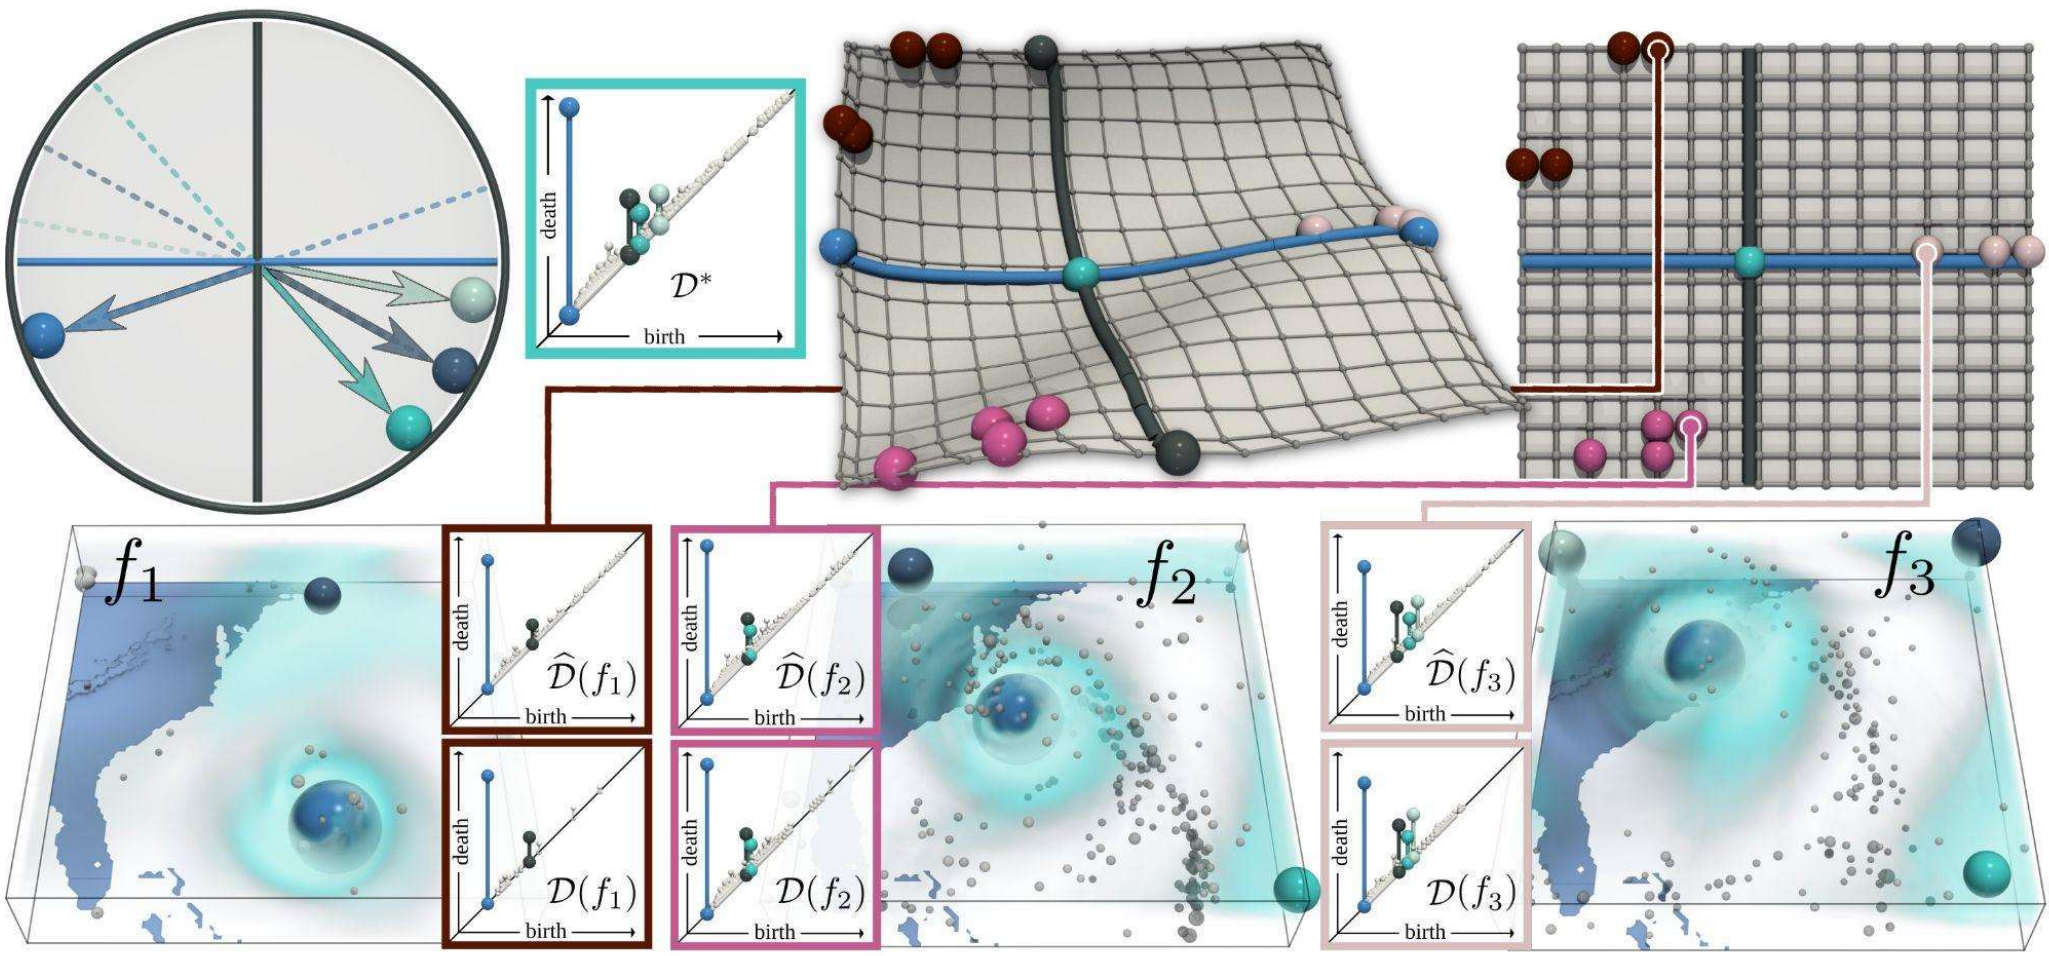 death
𝒟*
birth
f₁
death
𝒟̂(f₁)
birth
death
𝒟̂(f₂)
birth
f₂
death
𝒟̂(f₃)
birth
f₃
death
𝒟(f₁)
birth
death
𝒟(f₂)
birth
death
𝒟(f₃)
birth